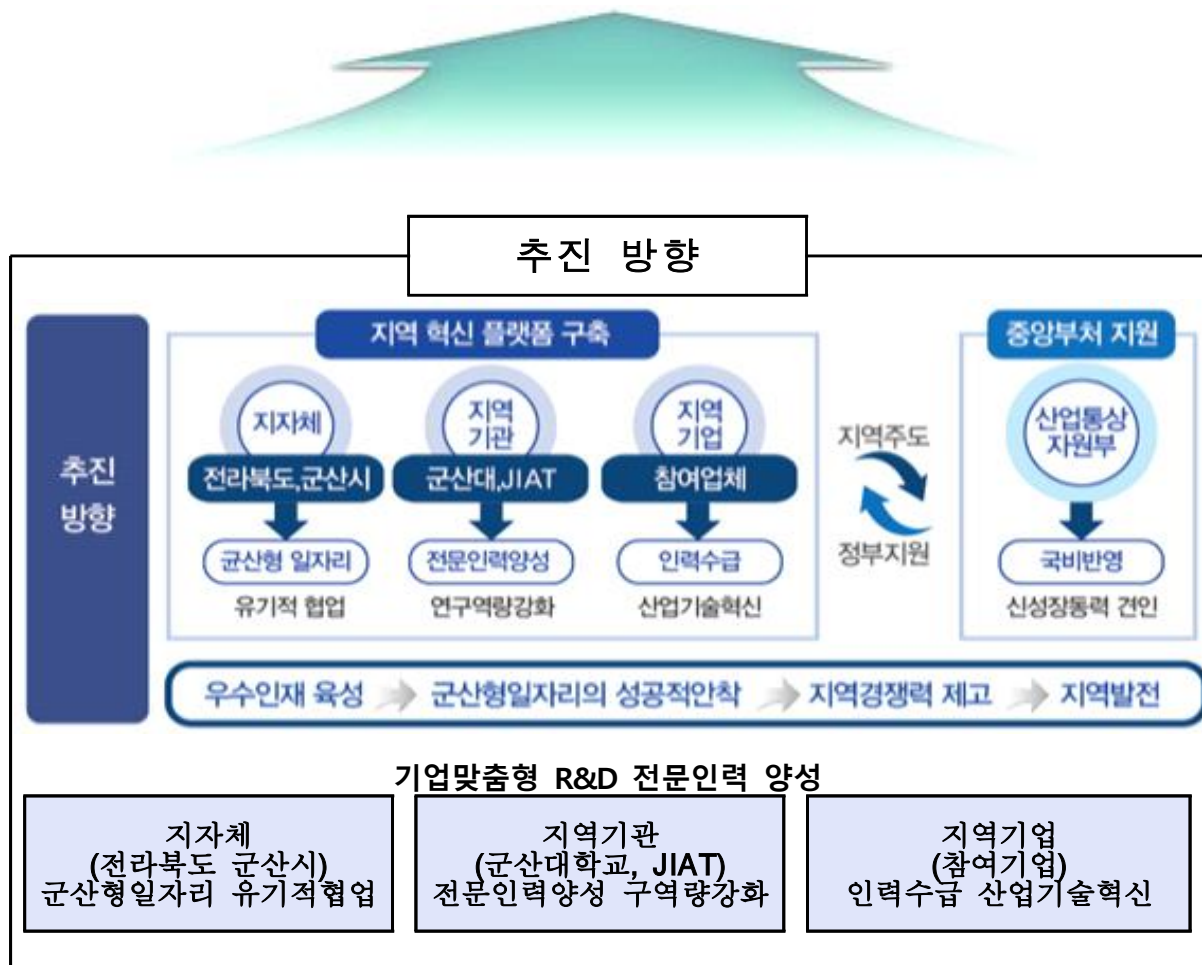 추진 방향
지역 혁신 플랫폼 구축
중앙부처 지원
추진
방향
지자체
전라북도,군산시
균산형 일자리
유기적 협업
지역
기관
군산대,JIAT
전문인력양성
연구역량강화
지역
기업
참여업체
인력수급
산업기술혁신
지역주도
정부지원
산업통상
자원부
국비반영
신성장동력 견인
우수인재 육성
군산형일자리의 성공적안착
지역경쟁력 제고
지역발전
기업맞춤형 R&D 전문인력 양성
지자체
(전라북도 군산시)
군산형일자리 유기적협업
지역기관
(군산대학교, JIAT)
전문인력양성 구역량강화
지역기업
(참여기업)
인력수급 산업기술혁신